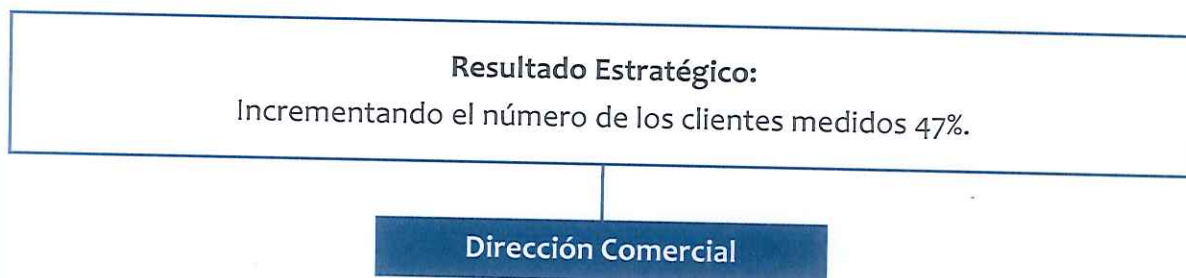 Resultado Estratégico:
Incrementando el número de los clientes medidos 47%.
Dirección Comercial